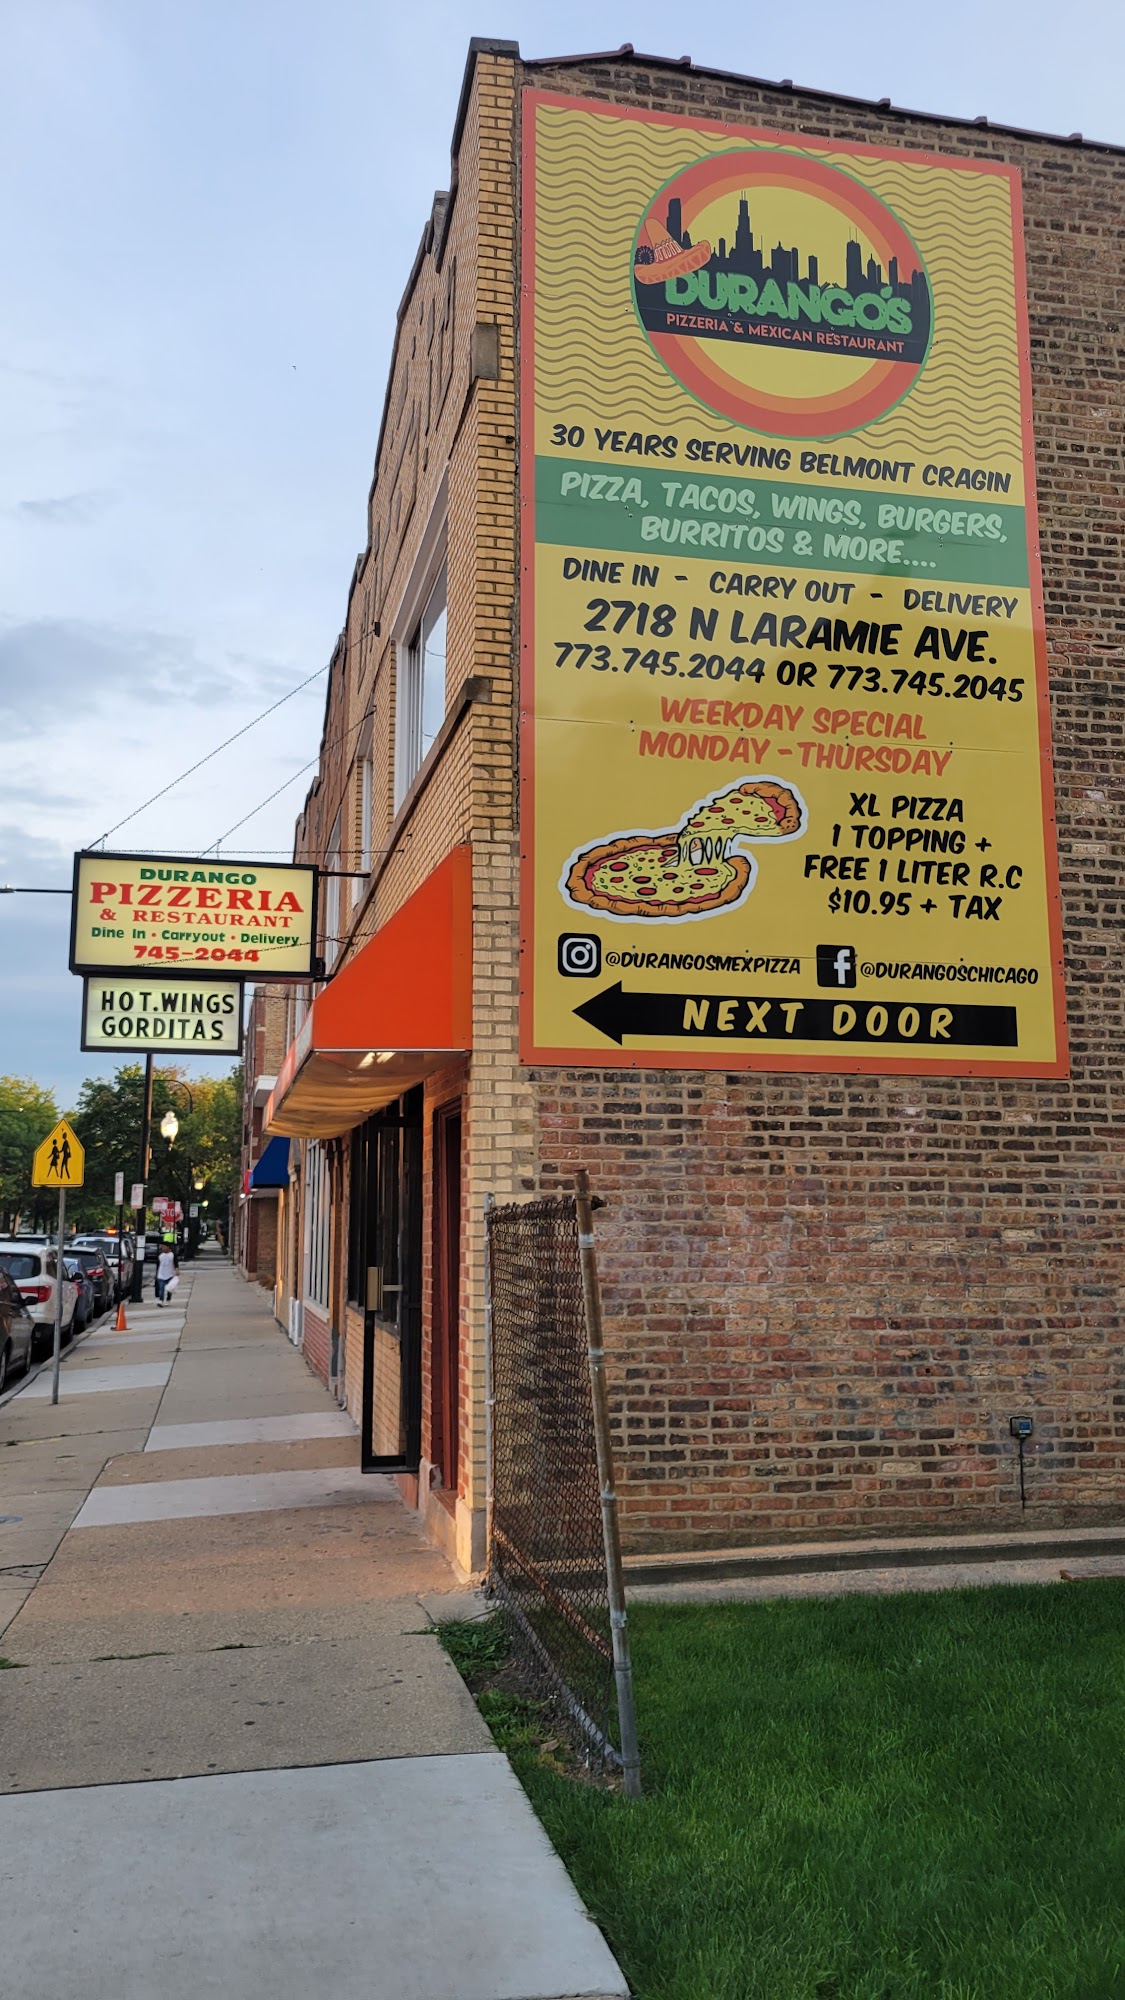 DURANGO'S
PIZZERIA & MEXICAN RESTAURANT
30 YEARS SERVING BELMONT CRAGIN
PIZZA, TACOS, WINGS, BURGERS,
BURRITOS & MORE....
DINE IN - CARRY OUT - DELIVERY
2718 N LARAMIE AVE.
773.745.2044 OR 773.745.2045
WEEKDAY SPECIAL
MONDAY - THURSDAY
XL PIZZA
1 TOPPING +
FREE 1 LITER R.C
$10.95 + TAX
@DURANGOSMEXPIZZA
@DURANGOSCHICAGO
NEXT DOOR
DURANGO
PIZZERIA
& RESTAURANT
Dine In • Carryout • Delivery
745-2044
HOT.WINGS
GORDITAS
STOP